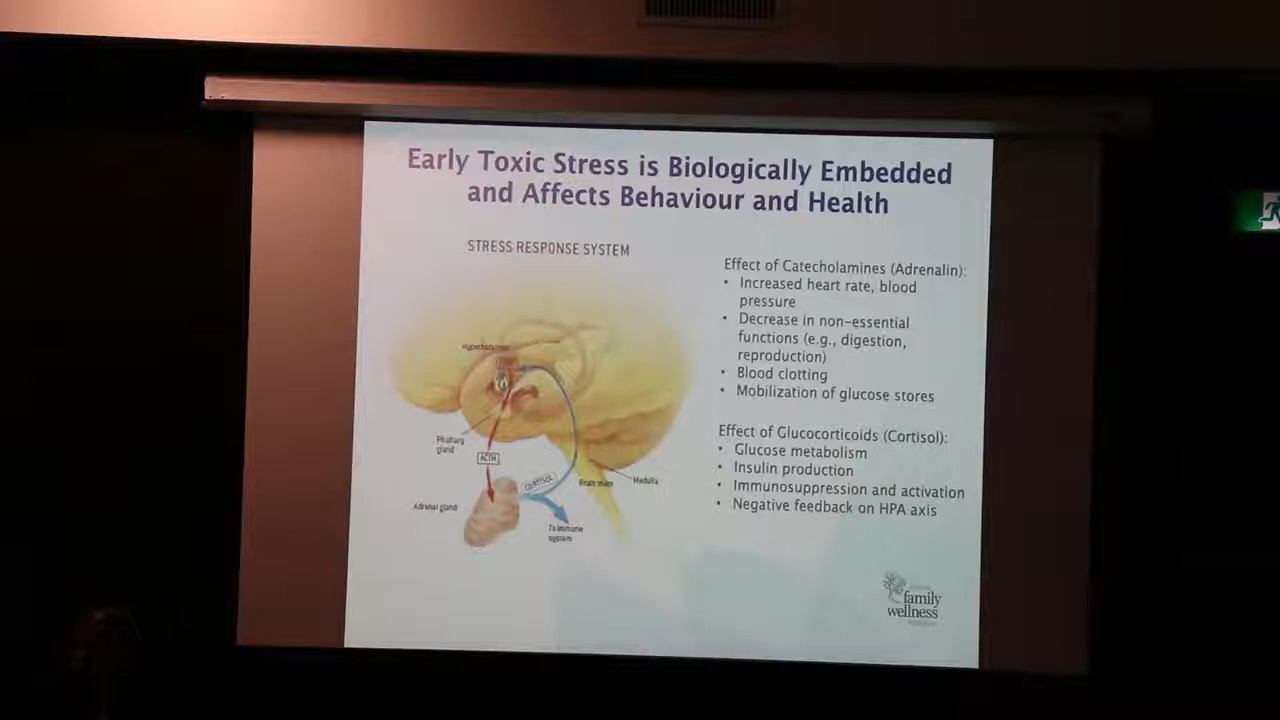 Early Toxic Stress is Biologically Embedded
and Affects Behaviour and Health
STRESS RESPONSE SYSTEM
Hypothalamus
Pituitary
gland
ACTH
CORTISOL
Brain stem
Medulla
Adrenal gland
To immune
system
Effect of Catecholamines (Adrenalin):
• Increased heart rate, blood
pressure
• Decrease in non-essential
functions (e.g., digestion,
reproduction)
• Blood clotting
• Mobilization of glucose stores
Effect of Glucocorticoids (Cortisol):
• Glucose metabolism
• Insulin production
• Immunosuppression and activation
• Negative feedback on HPA axis
family
wellness